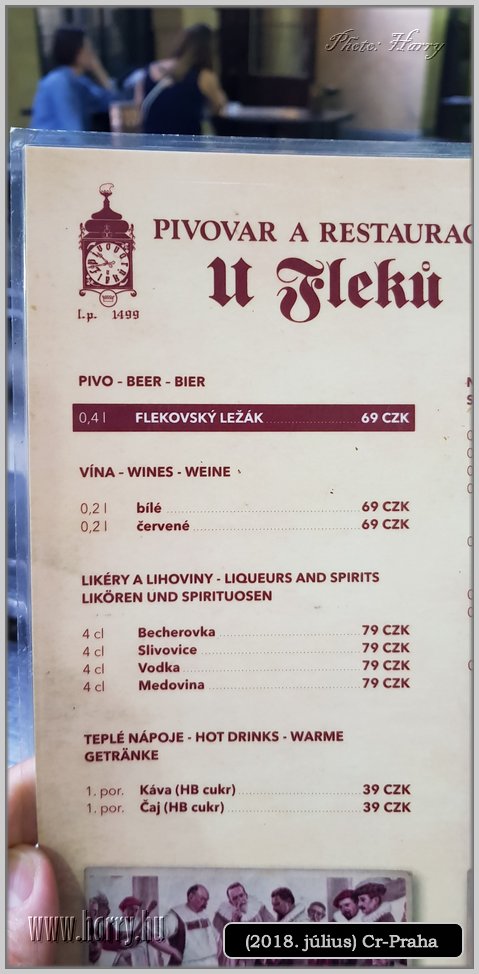 Photo: Harry
PIVOVAR A RESTAURAC
U Fleků
l.p. 1499
PIVO - BEER - BIER
0,4 l FLEKOVSKÝ LEŽÁK 69 CZK
VÍNA - WINES - WEINE
0,2 l bílé 69 CZK
0,2 l červené 69 CZK
LIKÉRY A LIHOVINY - LIQUEURS AND SPIRITS
LIKÖREN UND SPIRITUOSEN
4 cl Becherovka 79 CZK
4 cl Slivovice 79 CZK
4 cl Vodka 79 CZK
4 cl Medovina 79 CZK
TEPLÉ NÁPOJE - HOT DRINKS - WARME
GETRÄNKE
1. por. Káva (HB cukr) 39 CZK
1. por. Čaj (HB cukr) 39 CZK
www.horry.hu
(2018. július) Cr-Praha